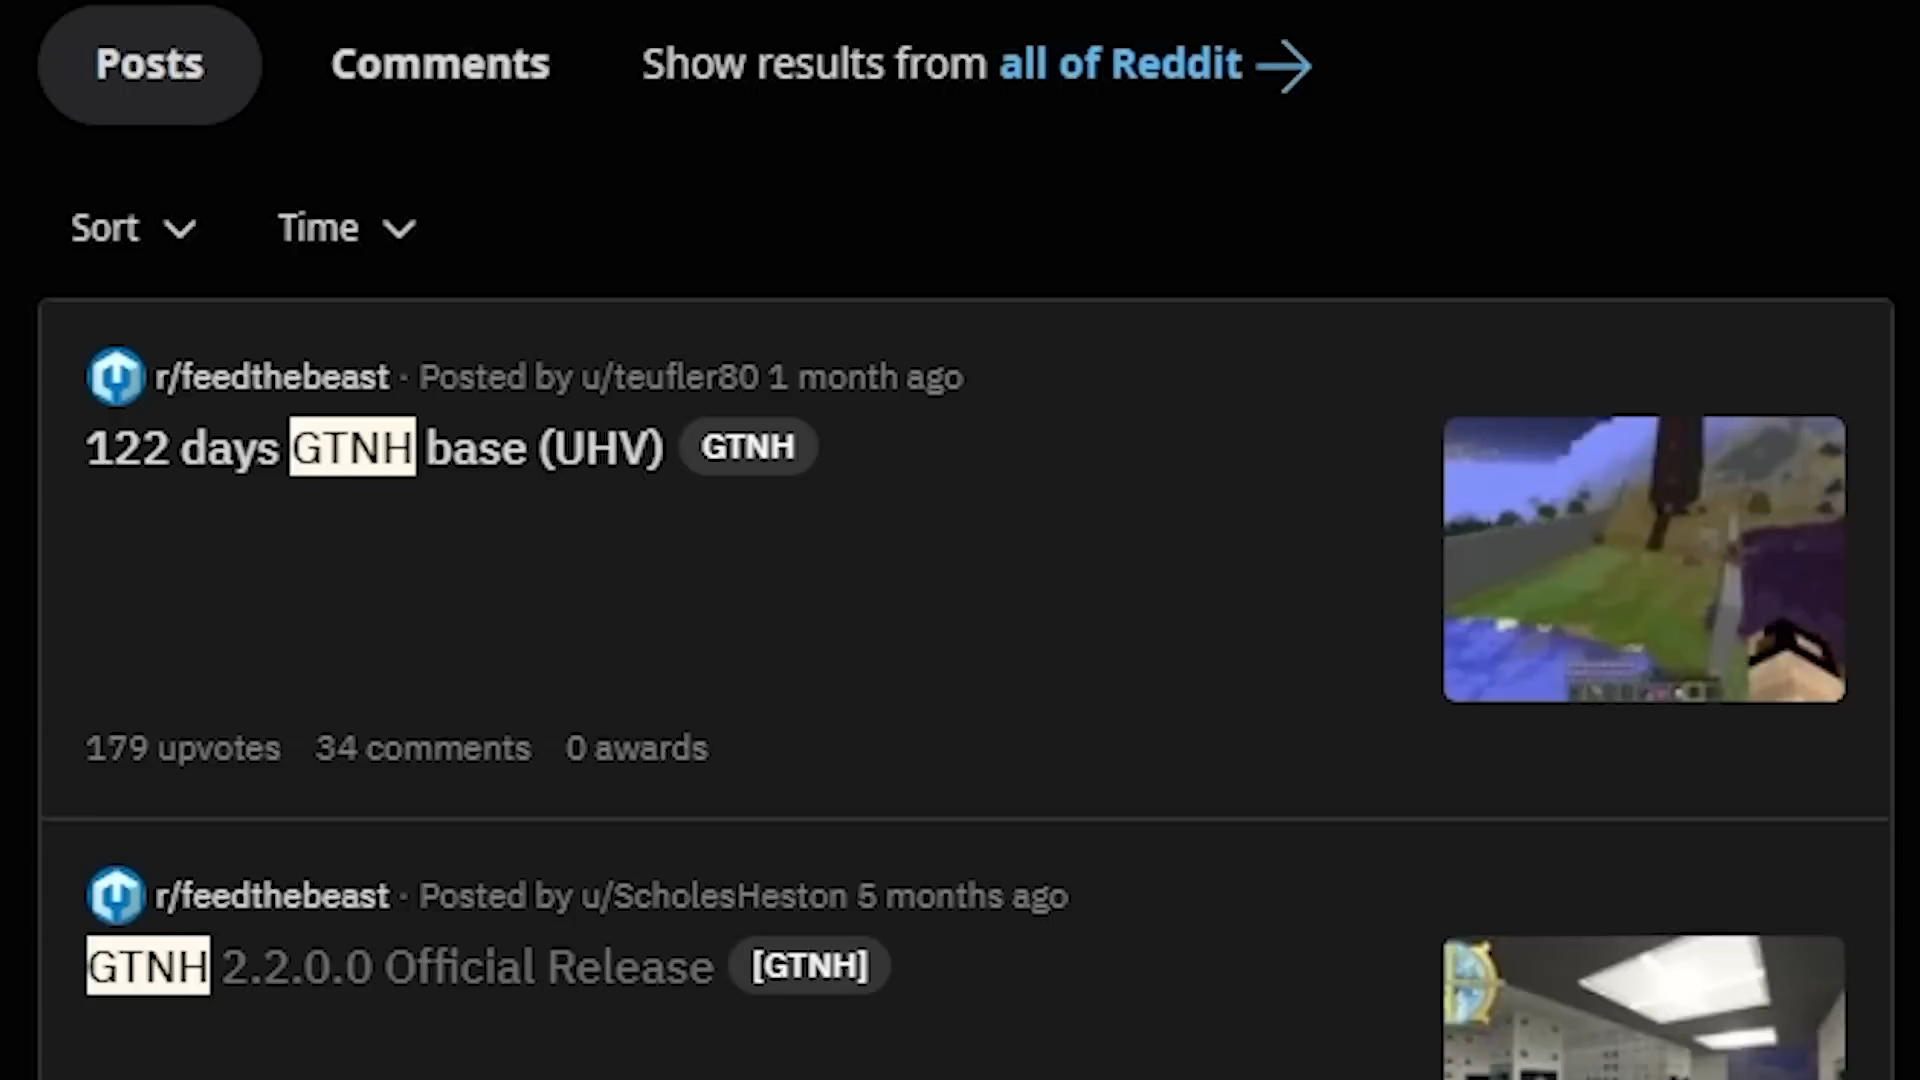 Posts Comments Show results from all of Reddit
Sort Time
r/feedthebeast · Posted by u/teufler80 1 month ago
122 days GTNH base (UHV) GTNH
179 upvotes 34 comments 0 awards
r/feedthebeast · Posted by u/ScholesHeston 5 months ago
GTNH 2.2.0.0 Official Release [GTNH]